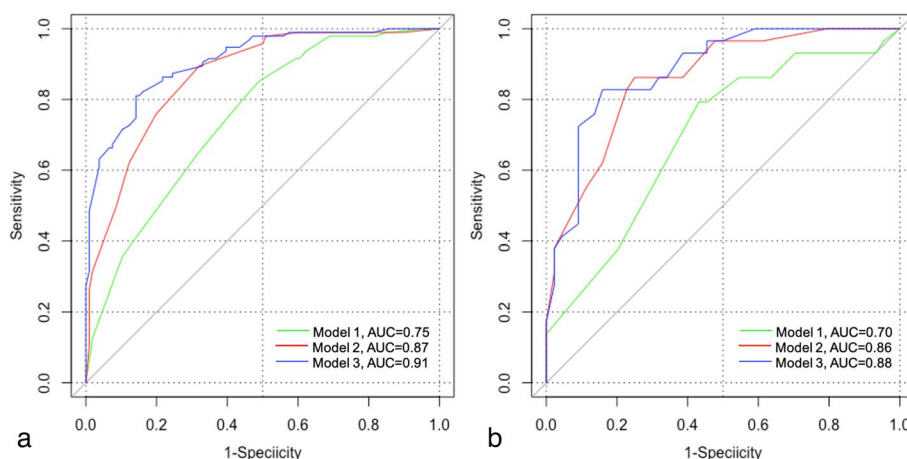 1.0
0.8
0.6
0.4
0.2
0.0
Sensitivity
Model 1, AUC=0.75
Model 2, AUC=0.87
Model 3, AUC=0.91
0.0 0.2 0.4 0.6 0.8 1.0
1-Speciicity
a
1.0
0.8
0.6
0.4
0.2
0.0
Sensitivity
Model 1, AUC=0.70
Model 2, AUC=0.86
Model 3, AUC=0.88
0.0 0.2 0.4 0.6 0.8 1.0
1-Speciicity
b